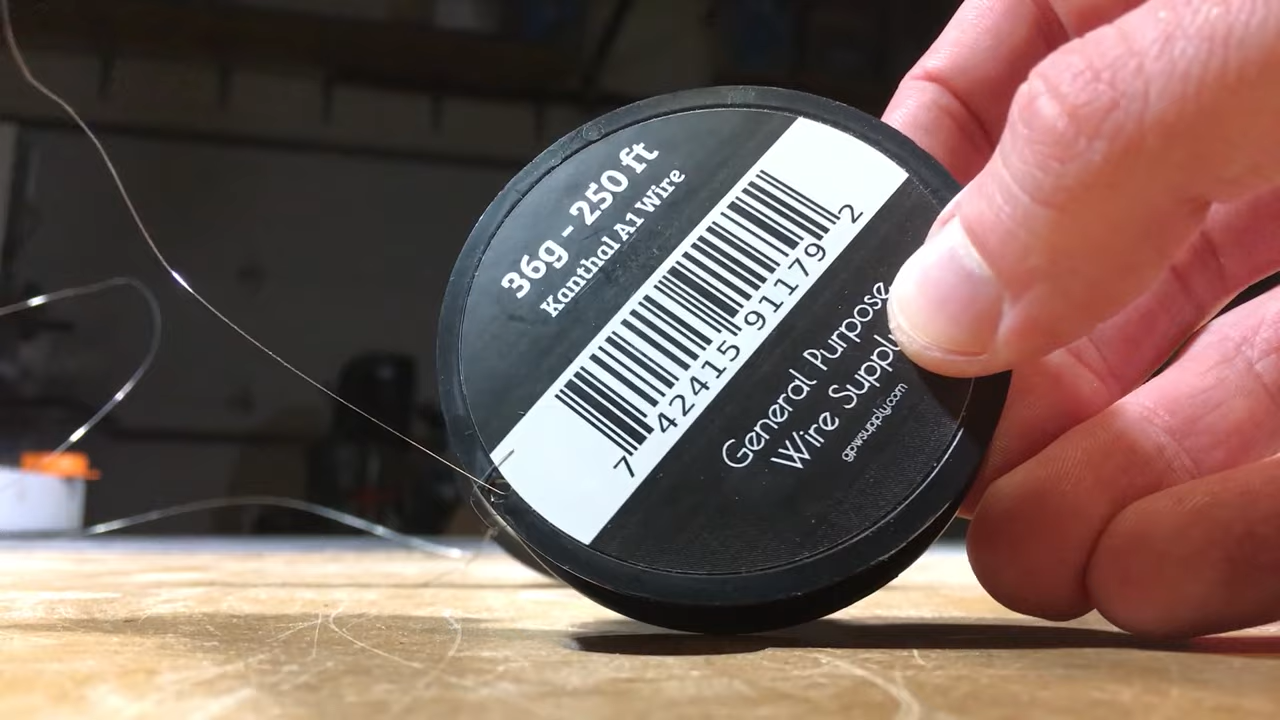 36g - 250 ft
Kanthal A1 Wire
7 42415 91179 2
General Purpose
Wire Supply
gpwsupply.com